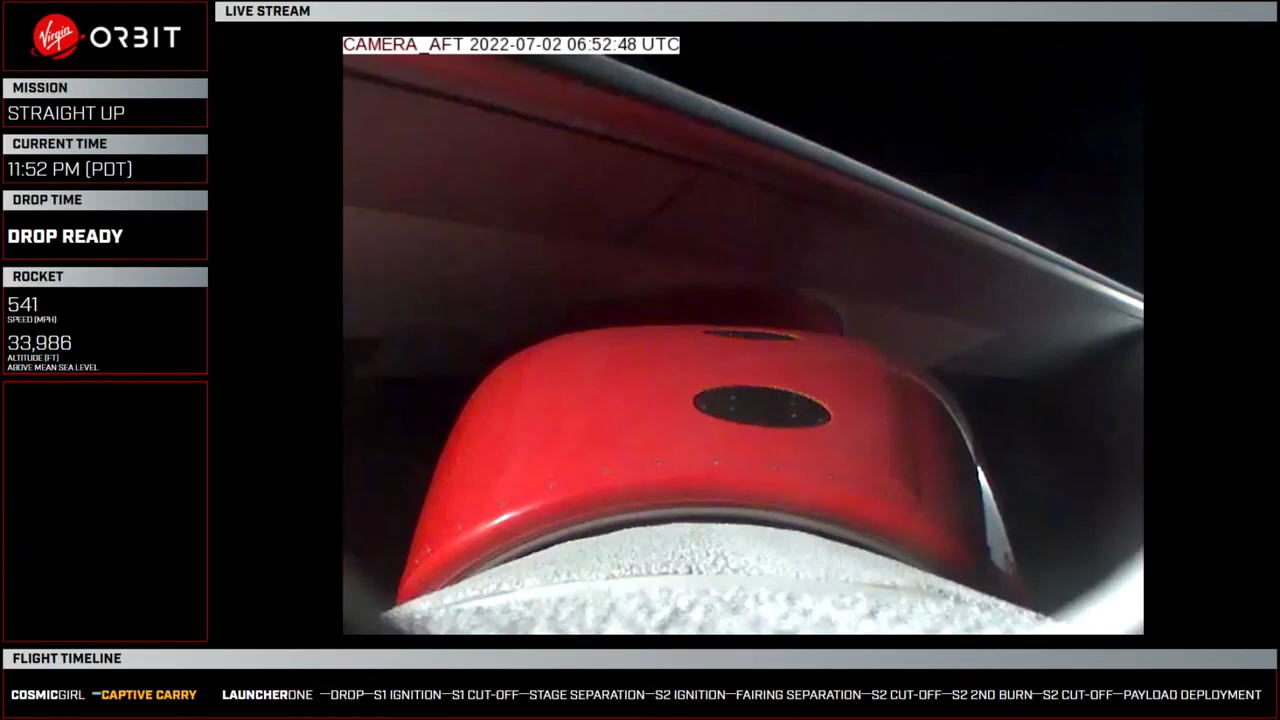 Virgin ORBIT
LIVE STREAM
CAMERA_AFT 2022-07-02 06:52:48 UTC
MISSION
STRAIGHT UP
CURRENT TIME
11:52 PM (PDT)
DROP TIME
DROP READY
ROCKET
541
SPEED (MPH)
33,986
ALTITUDE (FT)
ABOVE MEAN SEA LEVEL
FLIGHT TIMELINE
COSMICGIRL CAPTIVE CARRY LAUNCHERONE DROP S1 IGNITION S1 CUT-OFF STAGE SEPARATION S2 IGNITION FAIRING SEPARATION S2 CUT-OFF S2 2ND BURN S2 CUT-OFF PAYLOAD DEPLOYMENT